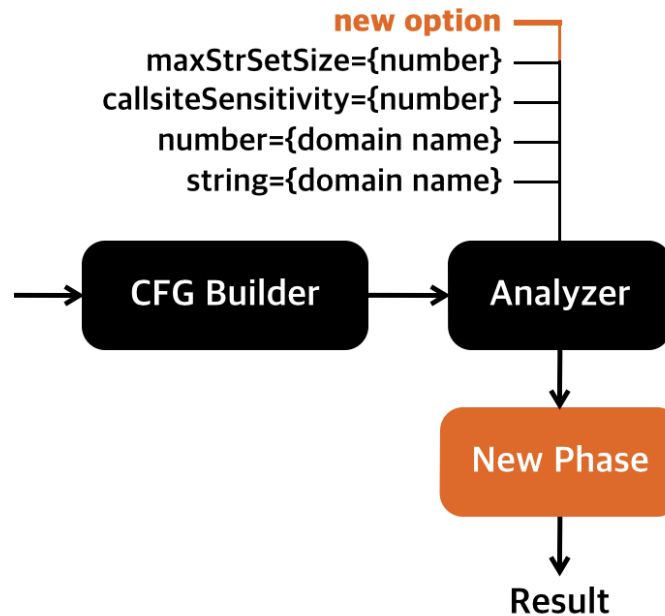 new option
maxStrSetSize={number}
callsiteSensitivity={number}
number={domain name}
string={domain name}
CFG Builder
Analyzer
New Phase
Result